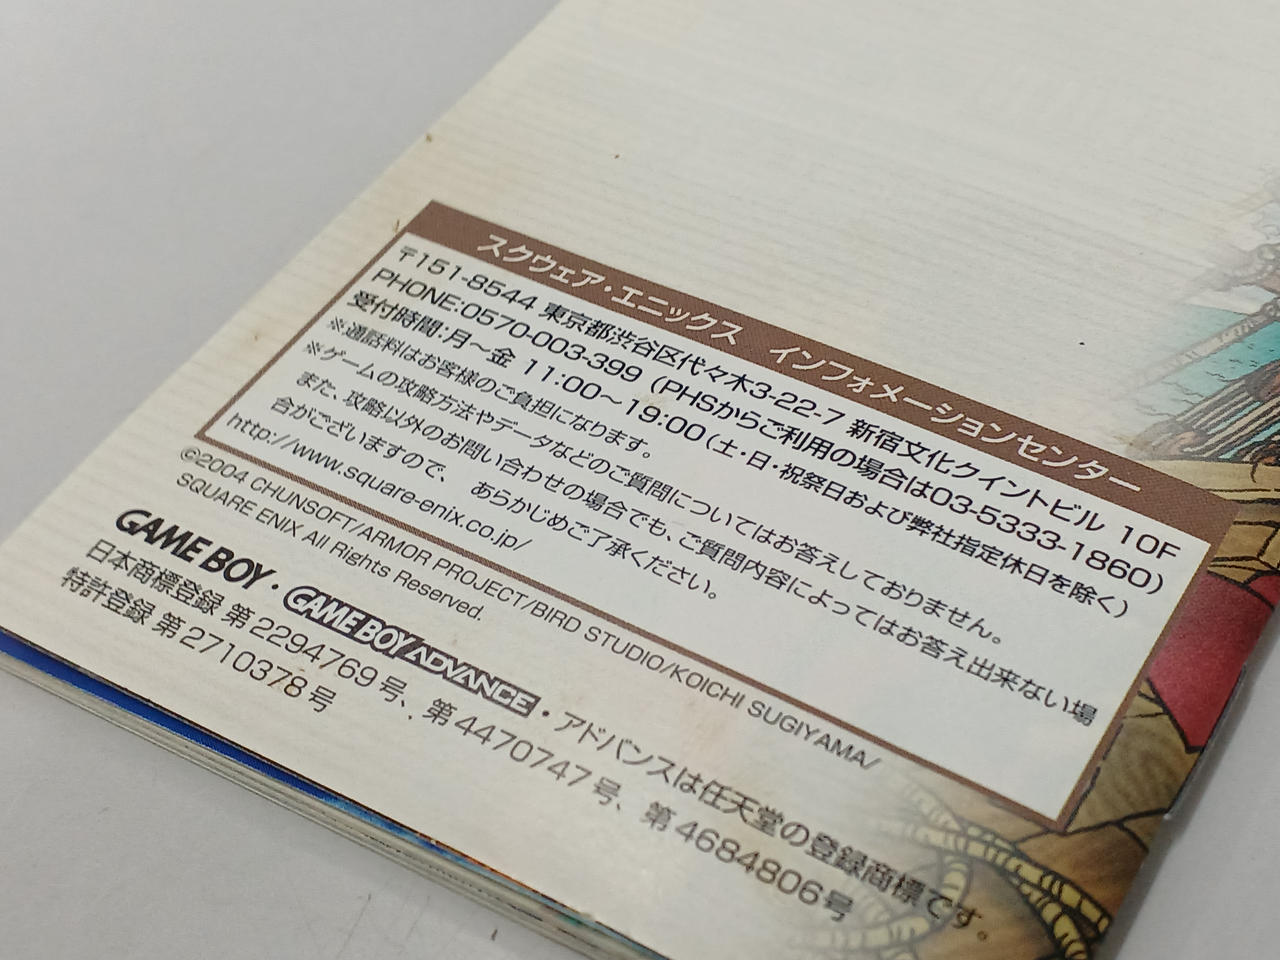 スクウェア・エニックス インフォメーションセンター
〒151-8544 東京都渋谷区代々木3-22-7 新宿文化クイントビル 10F
PHONE:0570-003-399 (PHSからご利用の場合は03-5333-1860)
受付時間:月～金 11:00～19:00(土・日・祝祭日および弊社指定休日を除く)
※通話料はお客様のご負担になります。
※ゲームの攻略方法やデータなどのご質問についてはお答えしておりません。
また、攻略以外のお問い合わせの場合でも、ご質問内容によってはお答え出来ない場
合がございますので、 あらかじめご了承ください。
http://www.square-enix.co.jp/
©2004 CHUNSOFT/ARMOR PROJECT/BIRD STUDIO/KOICHI SUGIYAMA/
SQUARE ENIX All Rights Reserved.
GAME BOY・GAME BOY ADVANCE・アドバンスは任天堂の登録商標です。
日本商標登録 第2294769号、第4470747号、第4684806号
特許登録 第2710378号